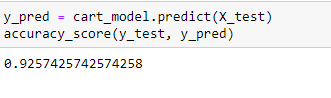 y_pred = cart_model.predict(X_test)
accuracy_score(y_test, y_pred)
0.9257425742574258